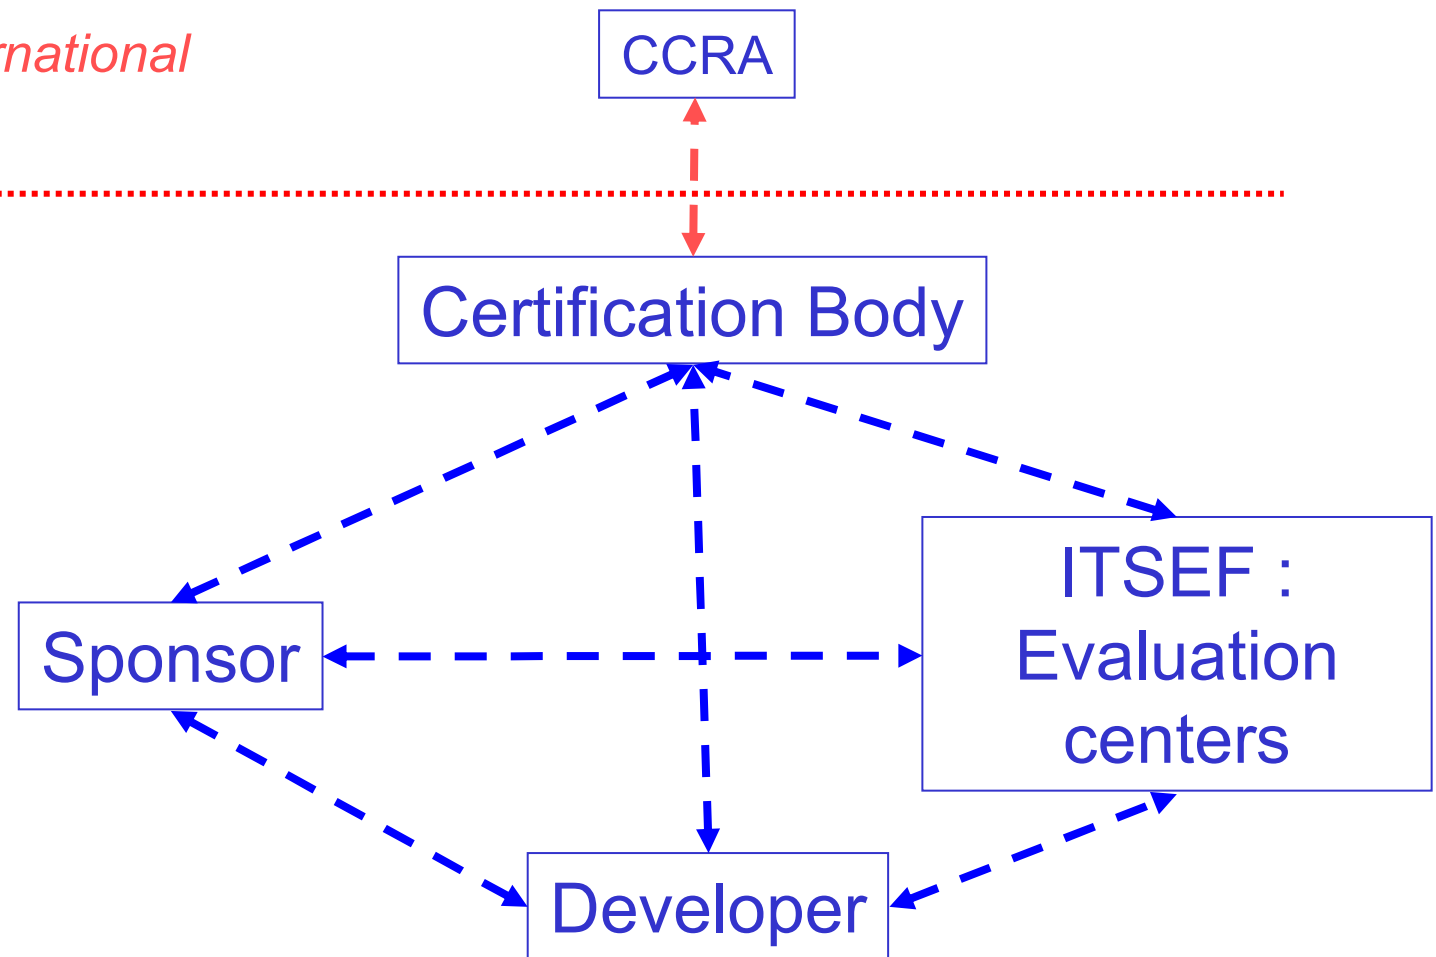 rnational
CCRA
Certification Body
ITSEF :
Evaluation
centers
Sponsor
Developer